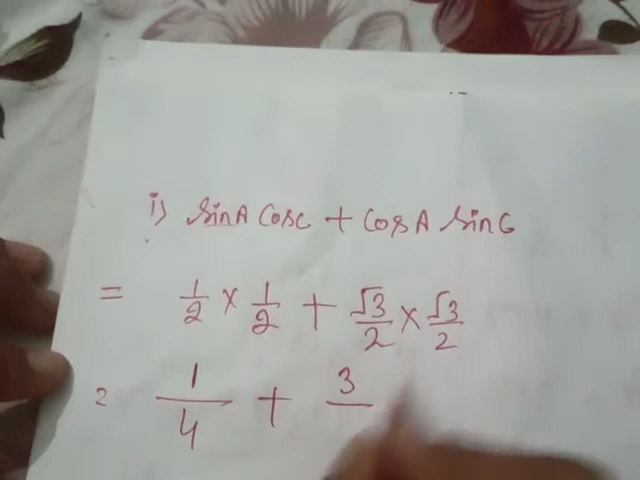 i) SinA Cosc + CosA SinC
= 1/2 × 1/2 + √3/2 × √3/2
= 1/4 + 3/